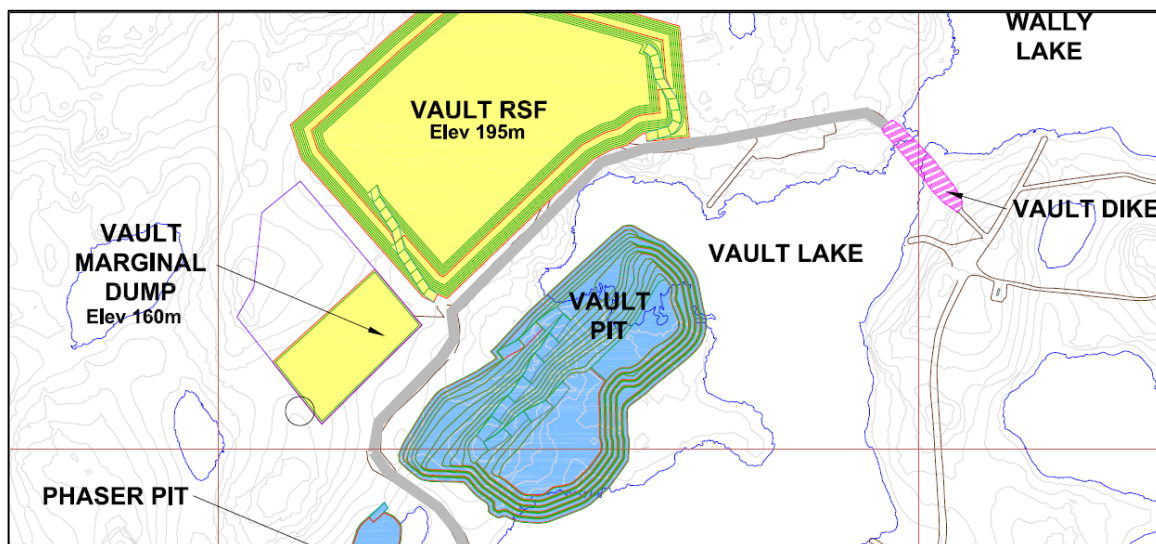 WALLY
LAKE
VAULT RSF
Elev 195m
VAULT DIKE
VAULT
MARGINAL
DUMP
Elev 160m
VAULT LAKE
VAULT
PIT
PHASER PIT